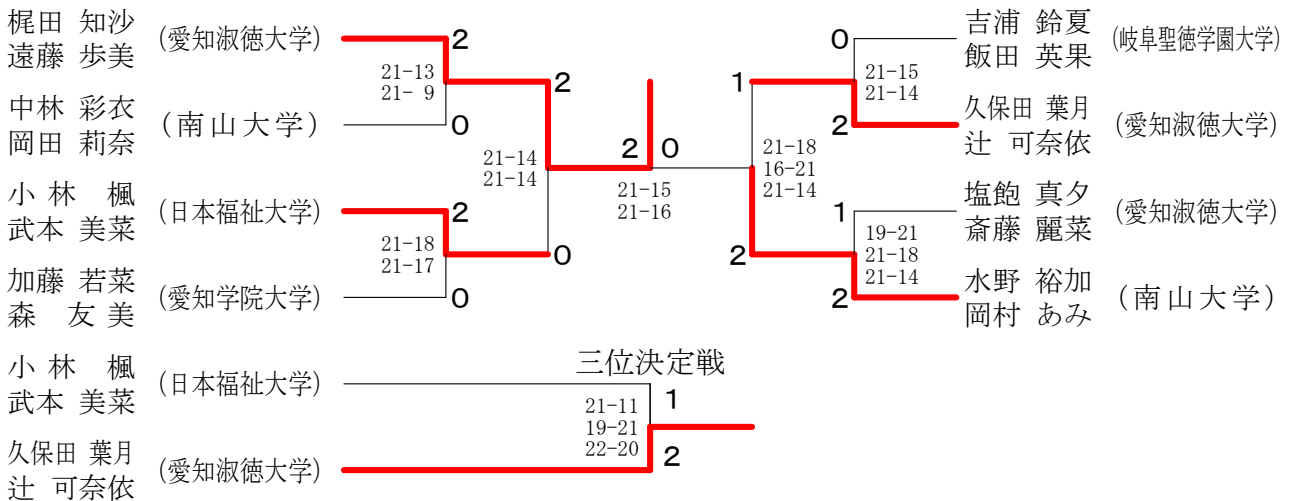 梶田 知沙
遠藤 歩美
(愛知淑徳大学)
2
21-13
21- 9
中林 彩衣
岡田 莉奈
(南山大学)
0
2
21-14
21-14
小 林 楓
武本 美菜
(日本福祉大学)
2
21-18
21-17
0
加藤 若菜
森 友 美
(愛知学院大学)
0
2 0
21-15
21-16
吉浦 鈴夏
飯田 英果
(岐阜聖徳学園大学)
0
21-15
21-14
1
久保田 葉月
辻 可奈依
(愛知淑徳大学)
2
21-18
16-21
21-14
塩飽 真夕
斎藤 麗菜
(愛知淑徳大学)
1
19-21
21-18
21-14
2
水野 裕加
岡村 あみ
(南山大学)
2
三位決定戦
小 林 楓
武本 美菜
(日本福祉大学)
1
21-11
19-21
22-20
久保田 葉月
辻 可奈依
(愛知淑徳大学)
2